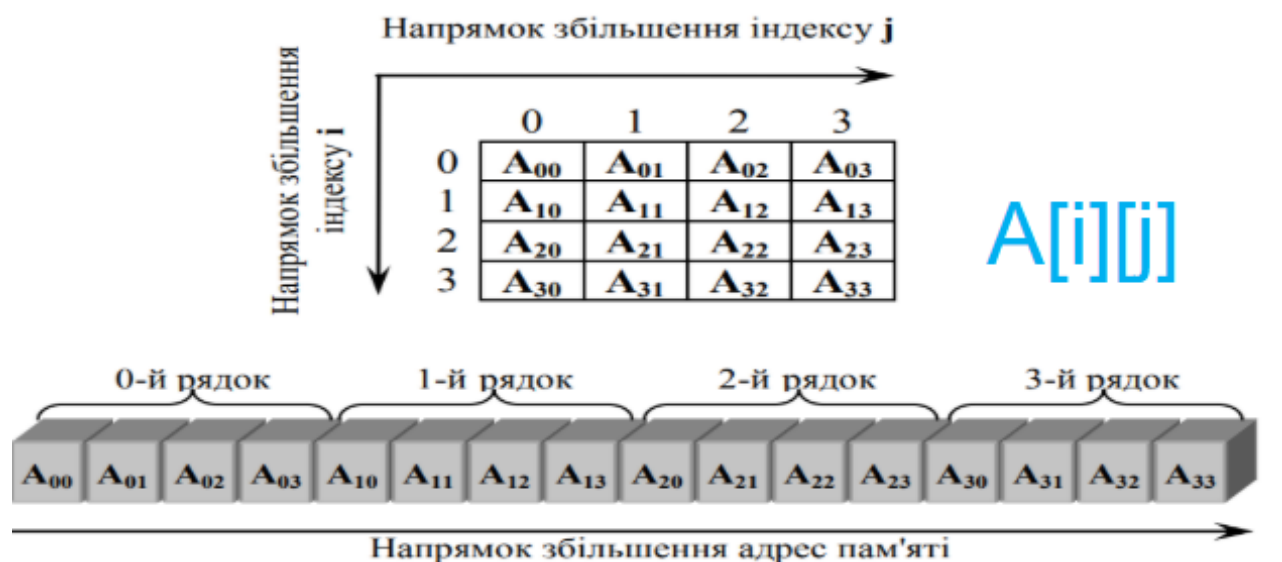 Напрямок збільшення індексу j
Напрямок збільшення
індексу i
0 1 2 3
0 A00 A01 A02 A03
1 A10 A11 A12 A13
2 A20 A21 A22 A23
3 A30 A31 A32 A33
A[i][j]
0-й рядок 1-й рядок 2-й рядок 3-й рядок
A00 A01 A02 A03 A10 A11 A12 A13 A20 A21 A22 A23 A30 A31 A32 A33
Напрямок збільшення адрес пам'яті